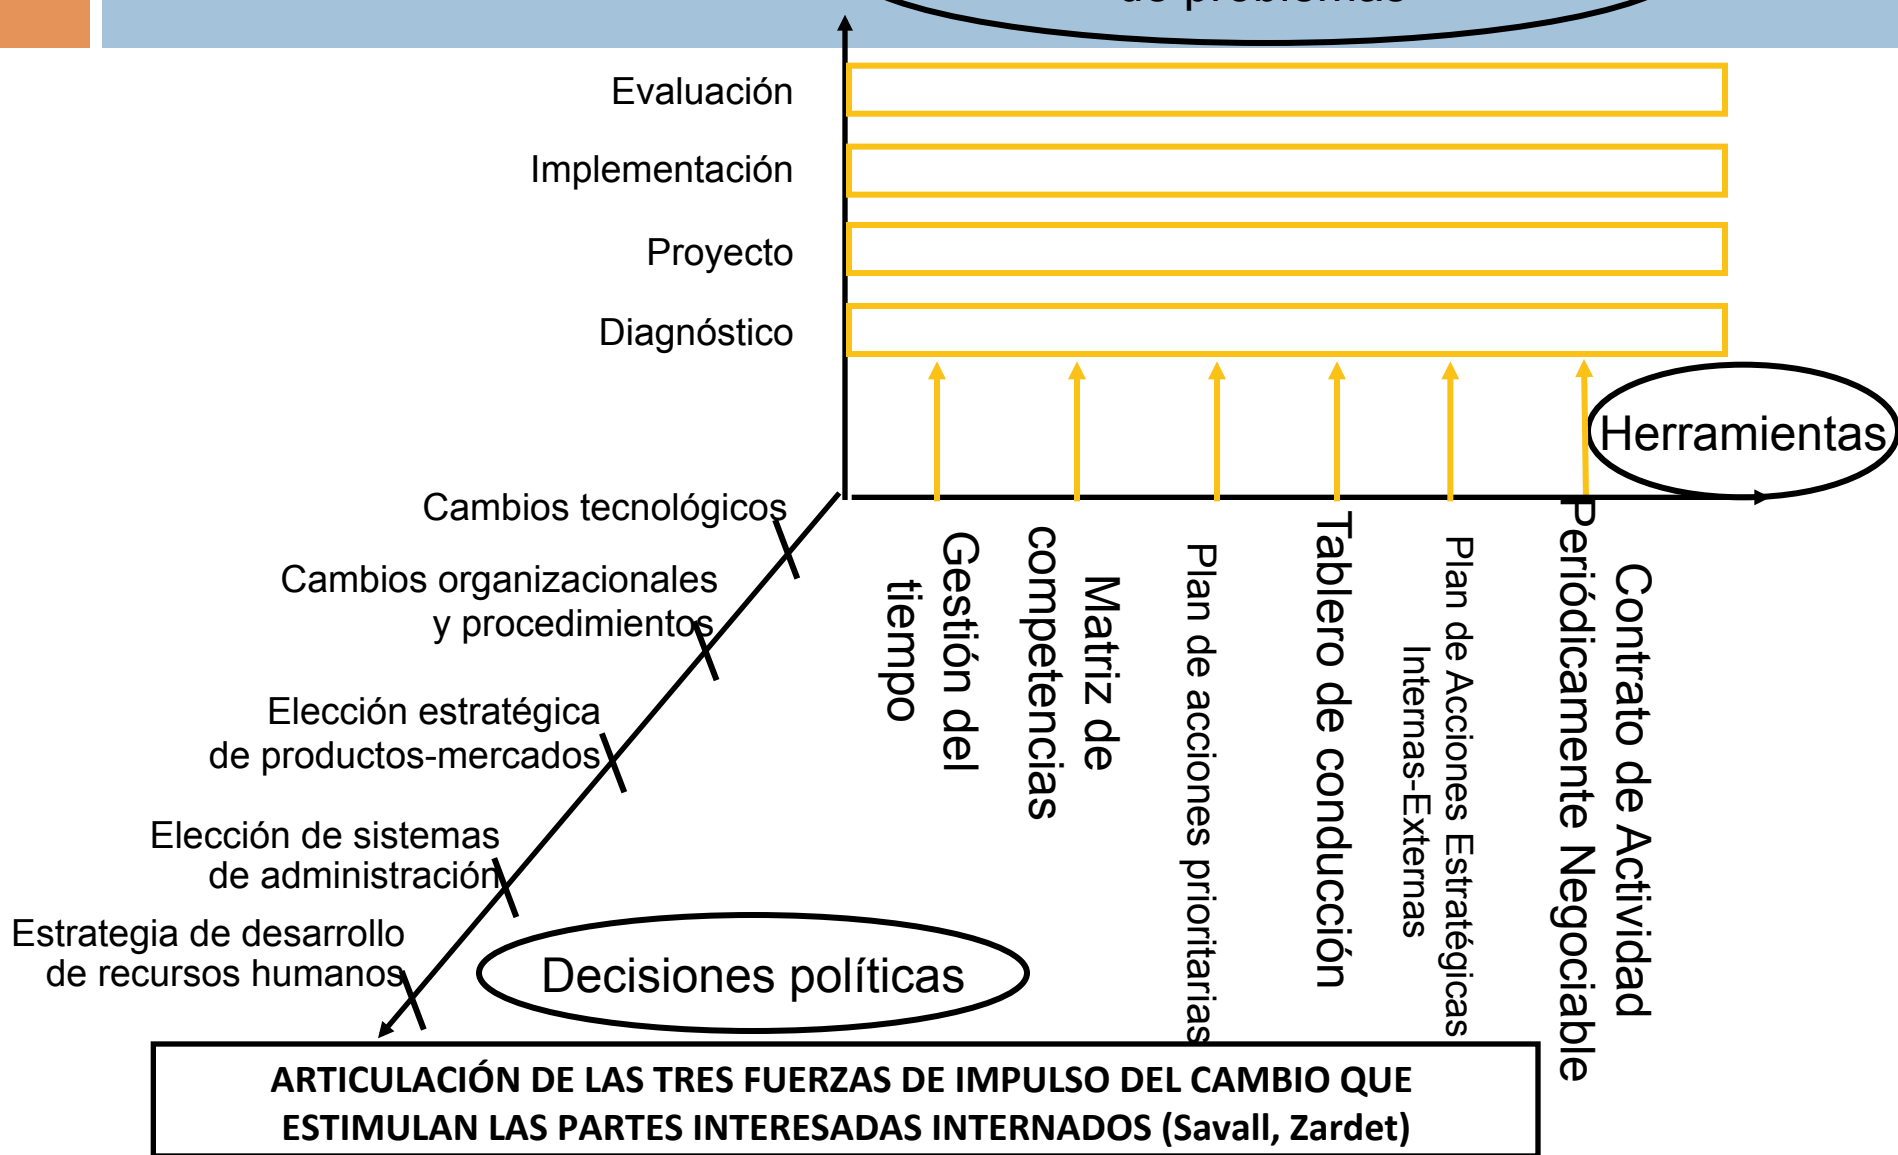 de problemas
Evaluación
Implementación
Proyecto
Diagnóstico
Herramientas
Cambios tecnológicos
Cambios organizacionales
y procedimientos
Elección estratégica
de productos-mercados
Elección de sistemas
de administración
Estrategia de desarrollo
de recursos humanos
Decisiones políticas
Gestión del
tiempo
Matriz de
competencias
Plan de acciones prioritarias
Tablero de conducción
Plan de Acciones Estratégicas
Internas-Externas
Contrato de Actividad
Periódicamente Negociable
ARTICULACIÓN DE LAS TRES FUERZAS DE IMPULSO DEL CAMBIO QUE
ESTIMULAN LAS PARTES INTERESADAS INTERNADOS (Savall, Zardet)